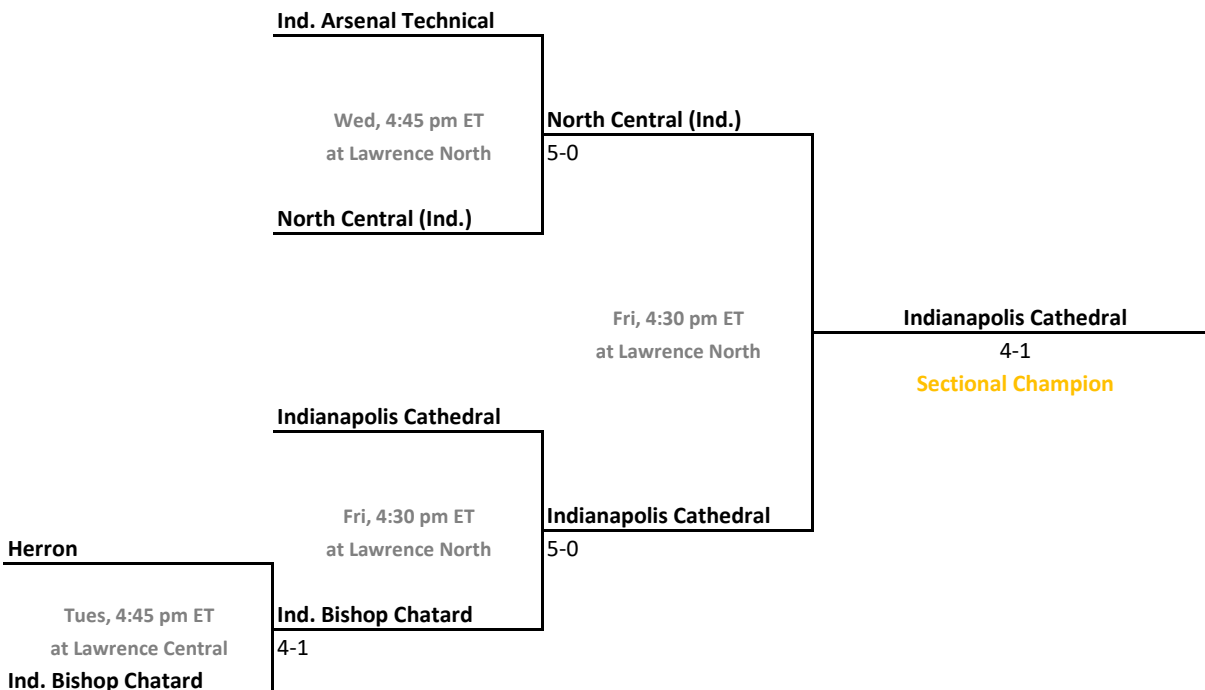 Ind. Arsenal Technical
Wed, 4:45 pm ET
at Lawrence North
North Central (Ind.)
5-0
North Central (Ind.)
Fri, 4:30 pm ET
at Lawrence North
Indianapolis Cathedral
4-1
Sectional Champion
Indianapolis Cathedral
Fri, 4:30 pm ET
at Lawrence North
Indianapolis Cathedral
5-0
Herron
Tues, 4:45 pm ET
at Lawrence Central
Ind. Bishop Chatard
4-1
Ind. Bishop Chatard